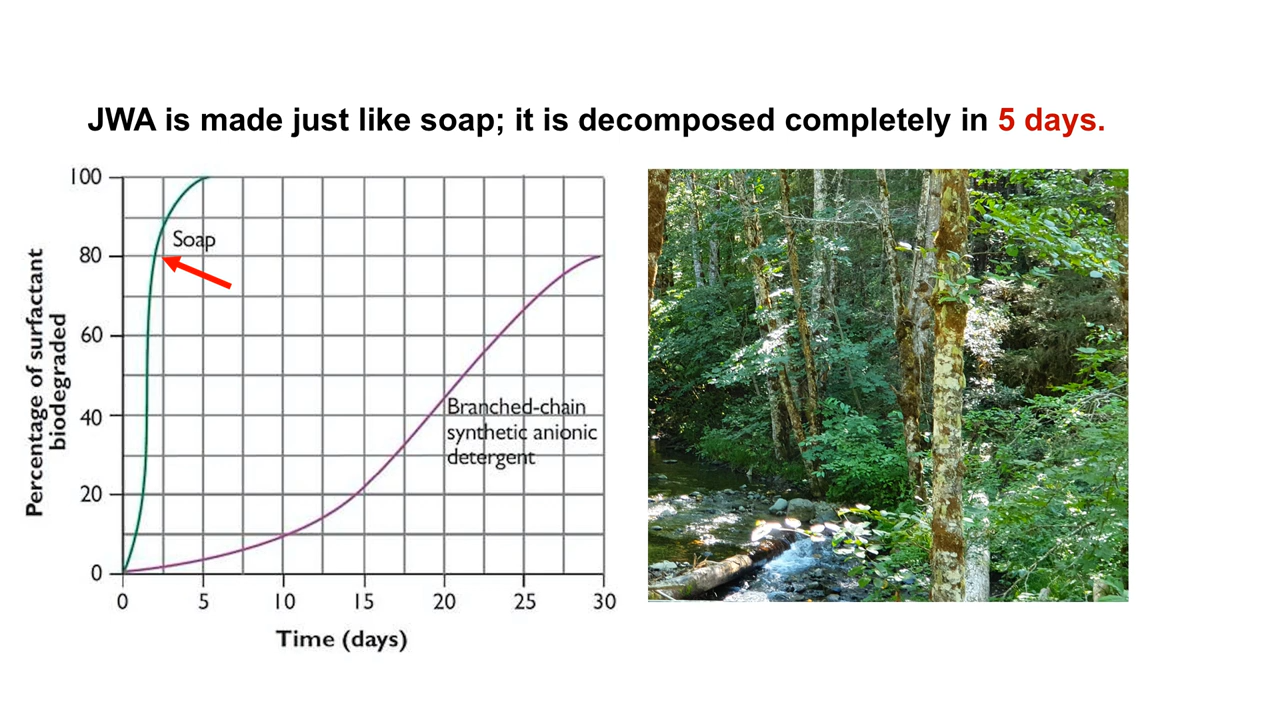 JWA is made just like soap; it is decomposed completely in 5 days.
Percentage of surfactant
biodegraded
100
80
60
40
20
0
Soap
Branched-chain
synthetic anionic
detergent
0 5 10 15 20 25 30
Time (days)